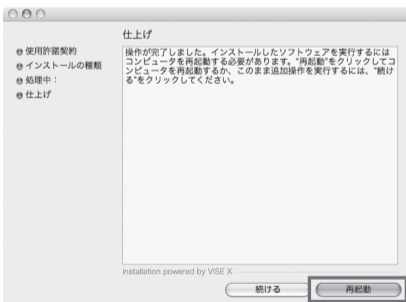 仕上げ
使用許諾契約
インストールの種類
処理中：
仕上げ
操作が完了しました。インストールしたソフトウェアを実行するには
コンピュータを再起動する必要があります。“再起動”をクリックしてコ
ンピュータを再起動するか、このまま追加操作を実行するには、“続け
る”をクリックしてください。
Installation powered by VISE X
続ける
再起動